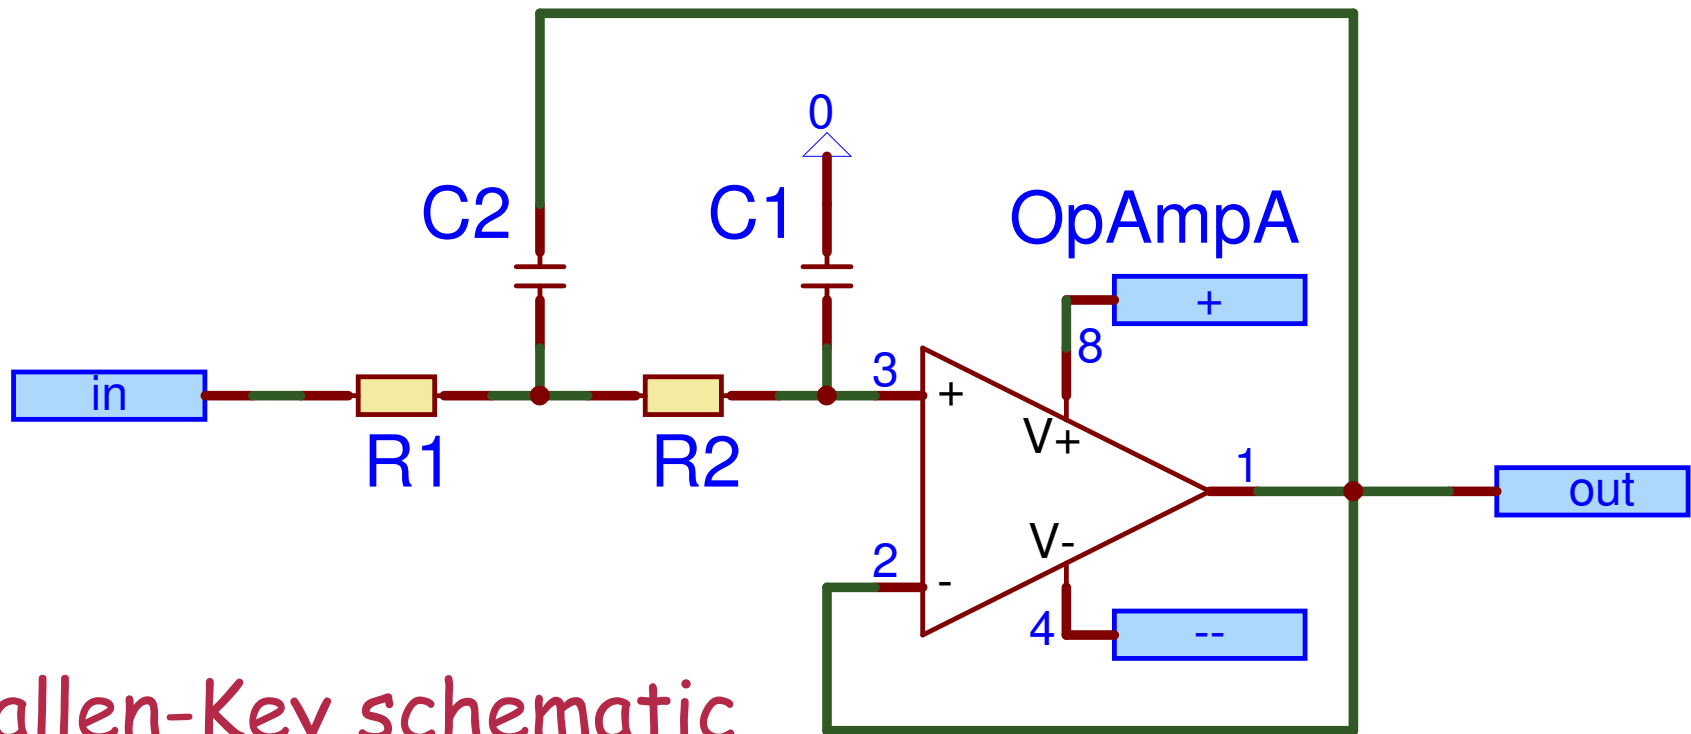 0
C2
C1
OpAmpA
+
8
3
in
+
V+
R1
R2
1
out
V-
2
-
4
--
allen-Key schematic